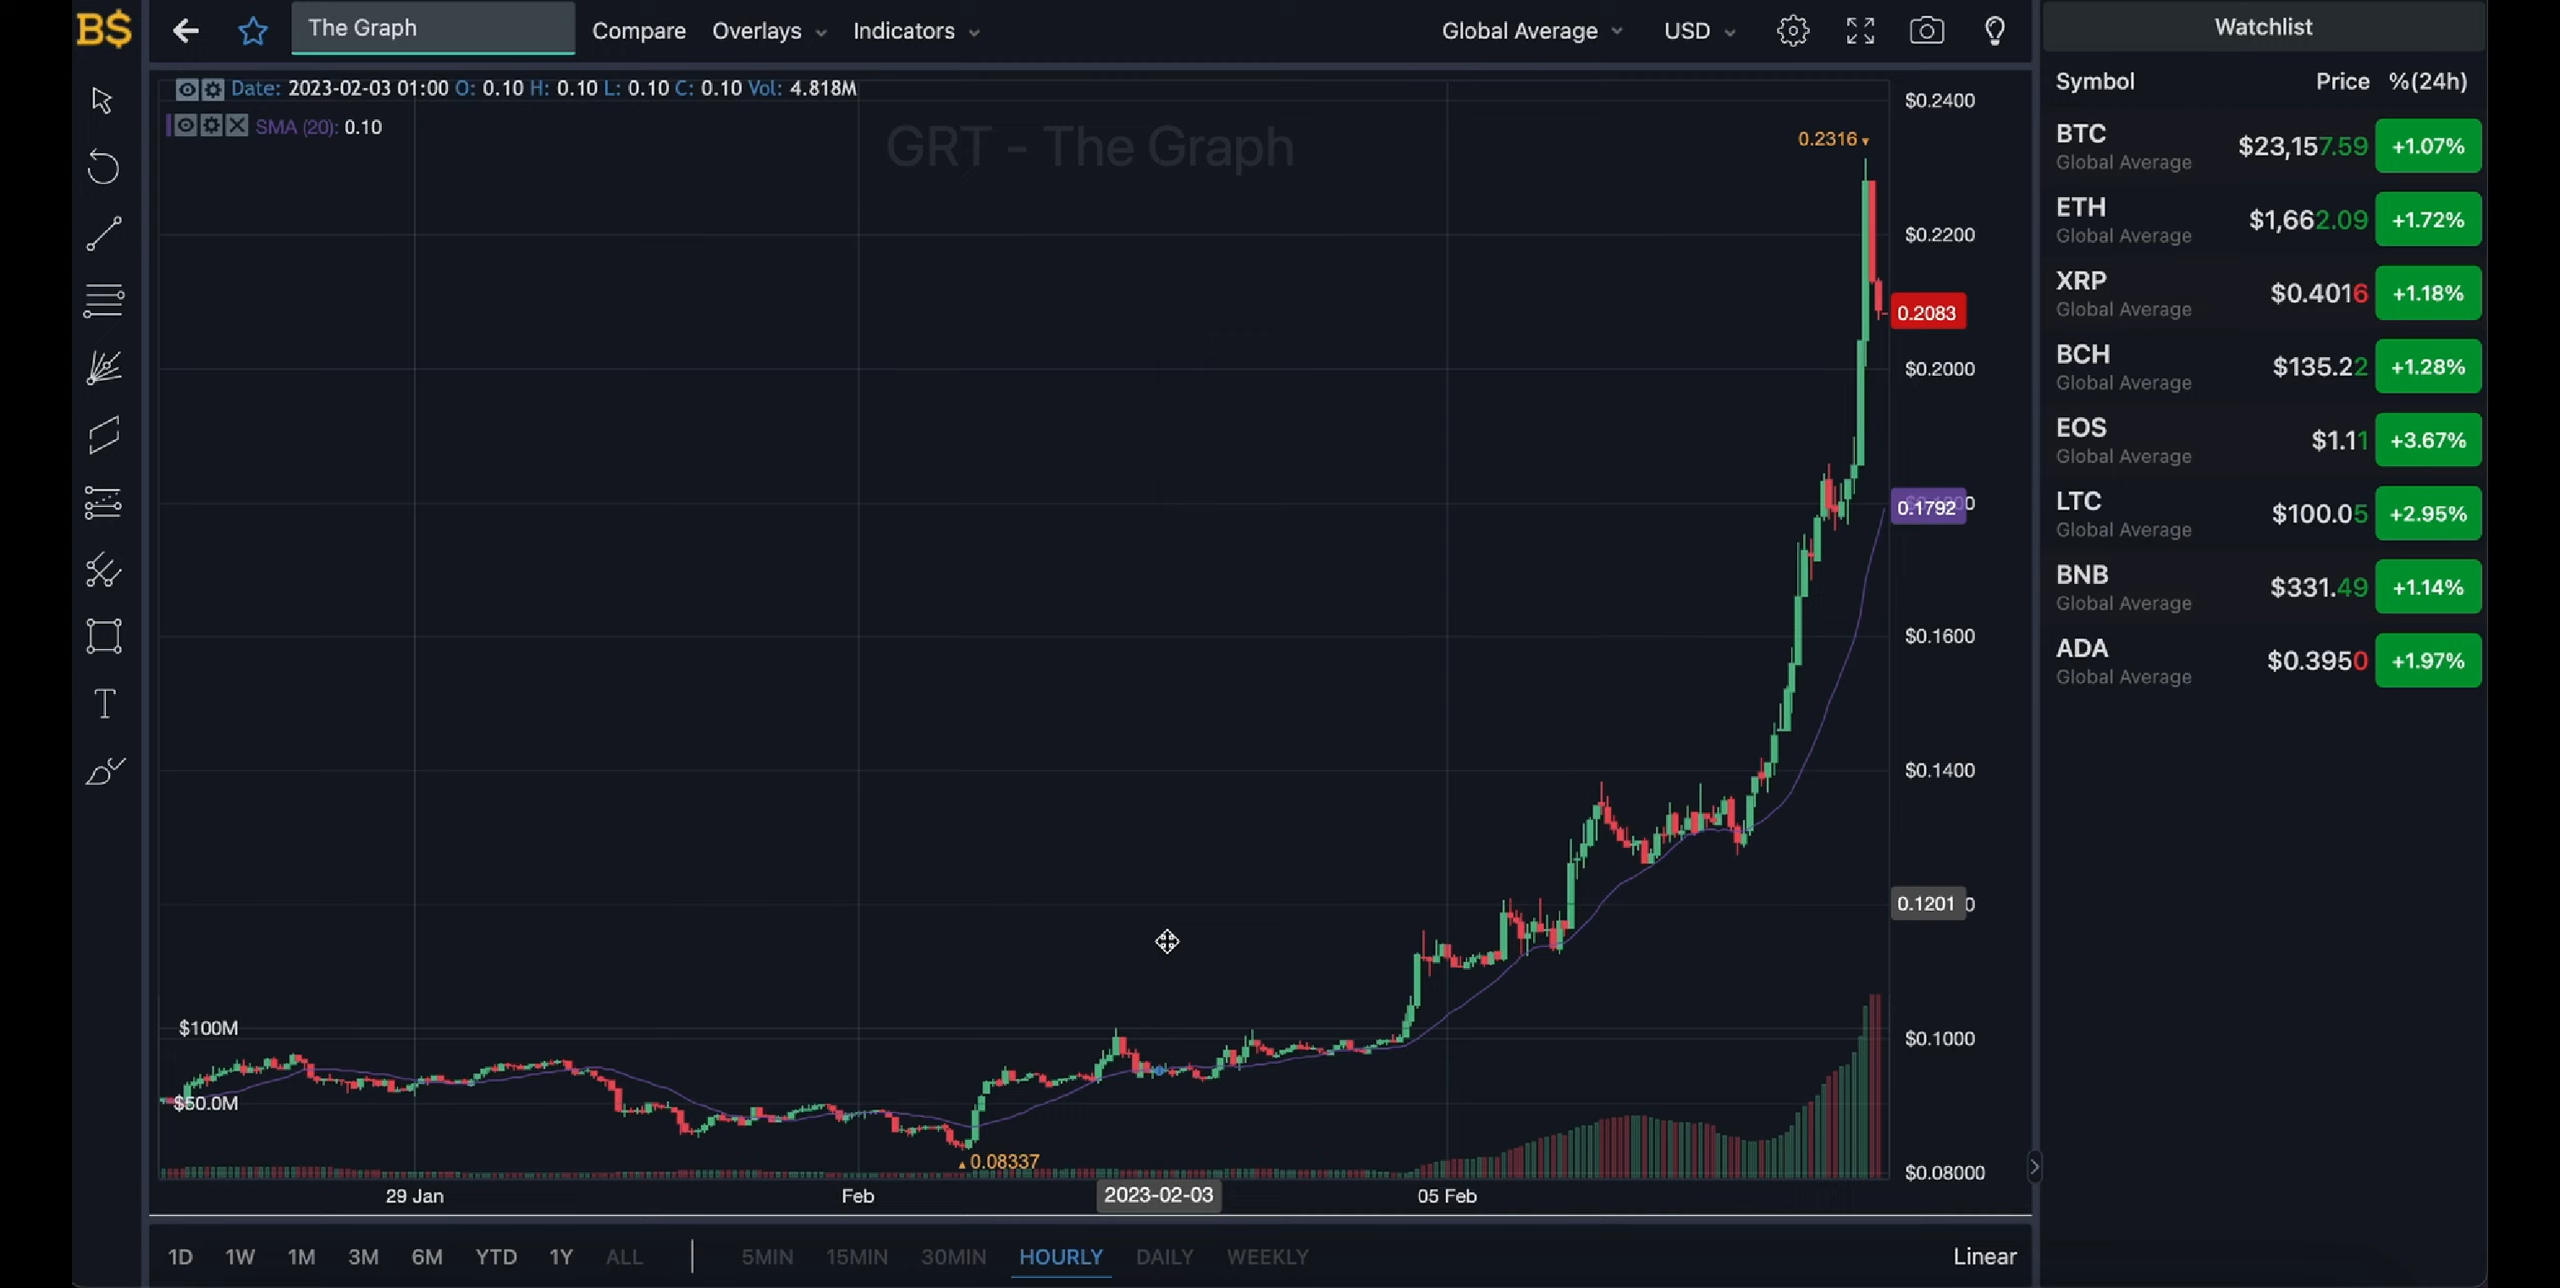 B$
The Graph
Compare
Overlays
Indicators
Global Average
USD
Watchlist
Date: 2023-02-03 01:00 O: 0.10 H: 0.10 L: 0.10 C: 0.10 Vol: 4.818M
SMA (20): 0.10
GRT - The Graph
0.2316
$0.2400
$0.2200
0.2083
$0.2000
0.1792
$0.1600
$0.1400
0.1201
$0.1000
$0.08000
$100M
$50.0M
0.08337
29 Jan
Feb
2023-02-03
05 Feb
1D
1W
1M
3M
6M
YTD
1Y
ALL
5MIN
15MIN
30MIN
HOURLY
DAILY
WEEKLY
Linear
Symbol Price %(24h)
BTC $23,157.59 +1.07%
Global Average
ETH $1,662.09 +1.72%
Global Average
XRP $0.4016 +1.18%
Global Average
BCH $135.22 +1.28%
Global Average
EOS $1.11 +3.67%
Global Average
LTC $100.05 +2.95%
Global Average
BNB $331.49 +1.14%
Global Average
ADA $0.3950 +1.97%
Global Average